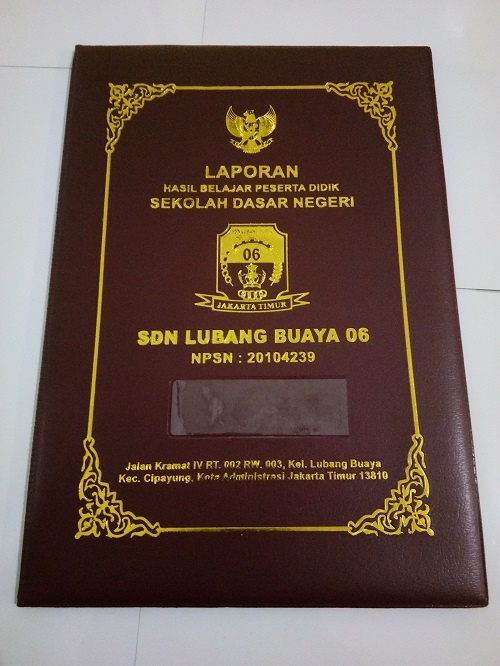 LAPORAN
HASIL BELAJAR PESERTA DIDIK
SEKOLAH DASAR NEGERI
06
JAKARTA TIMUR
SDN LUBANG BUAYA 06
NPSN : 20104239
Jalan Kramat IV RT. 002 RW. 003, Kel. Lubang Buaya
Kec. Cipayung, Kota Administrasi Jakarta Timur 13810